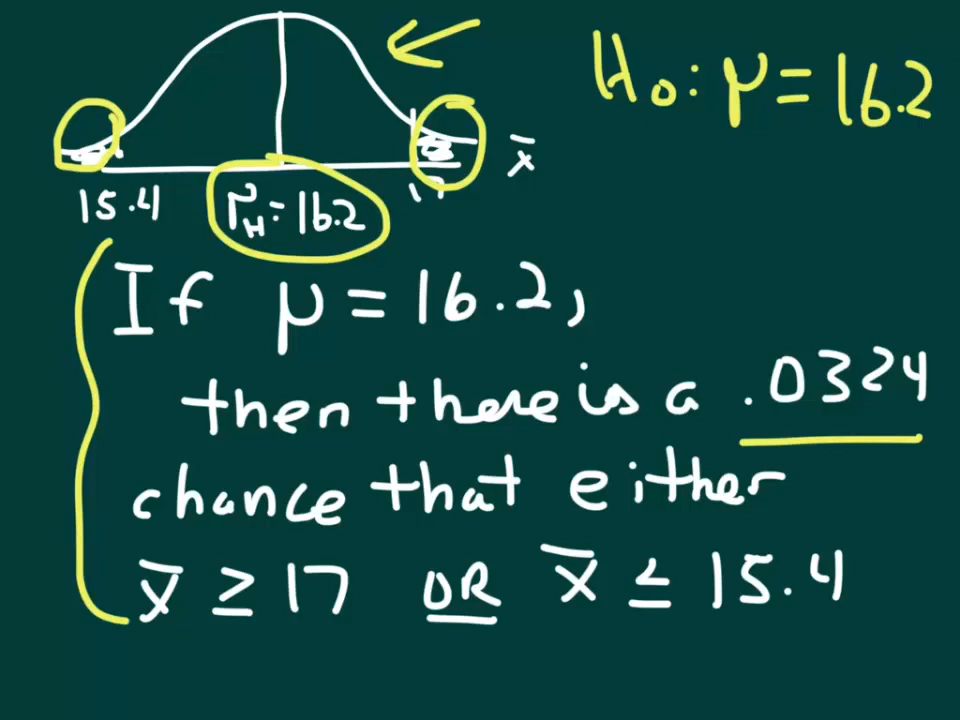 H₀: μ = 16.2
x̄
15.4 μ_H = 16.2 17
If μ = 16.2,
then there is a .0324
chance that either
x̄ ≥ 17 OR x̄ ≤ 15.4